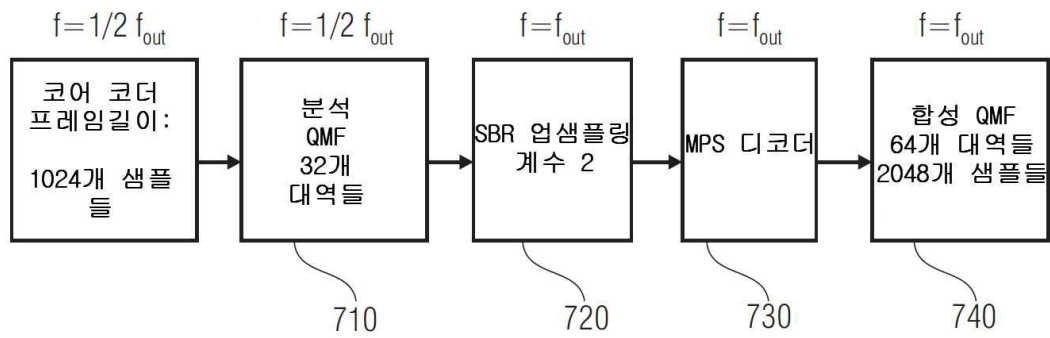 f=1/2 fout
f=1/2 fout
f=fout
f=fout
f=fout
코어 코더
프레임길이:
1024개 샘플
들
분석
QMF
32개
대역들
SBR 업샘플링
계수 2
MPS 디코더
합성 QMF
64개 대역들
2048개 샘플들
710
720
730
740